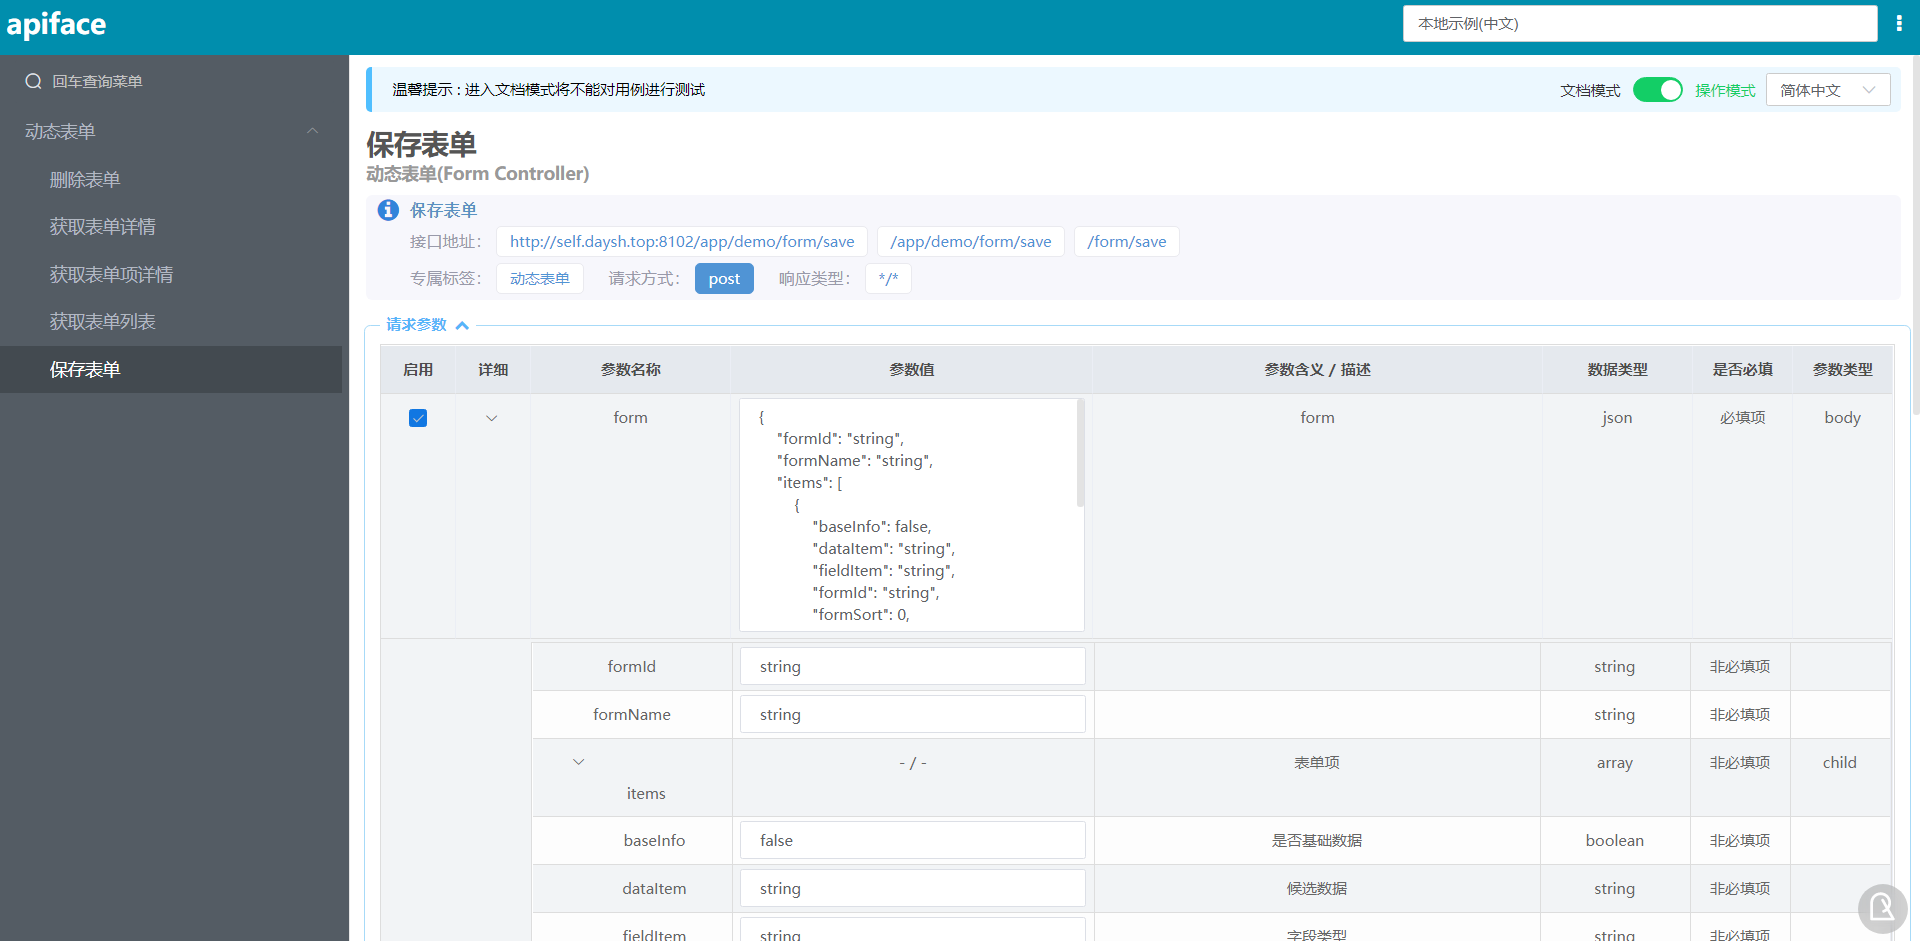 apiface
本地示例(中文)
回车查询菜单
动态表单
删除表单
获取表单详情
获取表单项详情
获取表单列表
保存表单
温馨提示 : 进入文档模式将不能对用例进行测试
文档模式 操作模式 简体中文
保存表单
动态表单(Form Controller)
保存表单
接口地址： http://self.daysh.top:8102/app/demo/form/save /app/demo/form/save /form/save
专属标签： 动态表单 请求方式： post 响应类型： */*
请求参数
启用 详细 参数名称 参数值 参数含义 / 描述 数据类型 是否必填 参数类型
form form json 必填项 body
{
"formId": "string",
"formName": "string",
"items": [
{
"baseInfo": false,
"dataItem": "string",
"fieldItem": "string",
"formId": "string",
"formSort": 0,
formId string string 非必填项
formName string string 非必填项
items - / - 表单项 array 非必填项 child
baseInfo false 是否基础数据 boolean 非必填项
dataItem string 候选数据 string 非必填项
fieldItem string 字段类型 string 非必填项